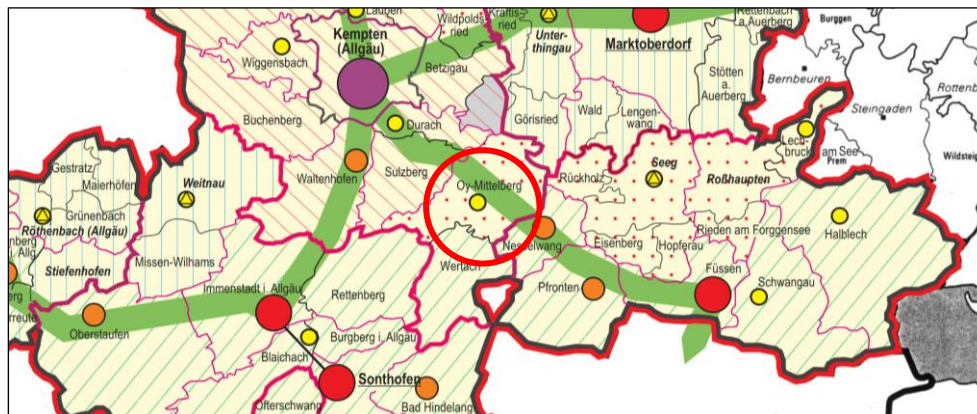 Lauben
Wildpolds-
ried
Kraftis-
ried
Rettenbach
a. Auerberg
Burggen
Kempten
(Allgäu)
Unter-
thingau
Marktoberdorf
Wiggensbach
Betzigau
Stötten
a.
Auerberg
Bernbeuren
Rottenb
Buchenberg
Durach
Görisried
Wald
Lengen-
wang
Steingaden
Lech-
bruck
am See
Prem
Wildsteig
Gestratz
Maierhöfen
Weitnau
Waltenhofen
Sulzberg
Oy-Mittelberg
Rückholz
Seeg
Roßhaupten
Grünenbach
Röthenbach (Allgäu)
Stiefenhofen
Missen-Wilhams
Wertach
Nesselwang
Eisenberg
Hopferau
Rieden am Forggensee
Halblech
Immenstadt i. Allgäu
Rettenberg
Pfronten
Füssen
Schwangau
Oberstaufen
Burgberg i. Allgäu
Blaichach
Sonthofen
Ofterschwang
Bad Hindelang